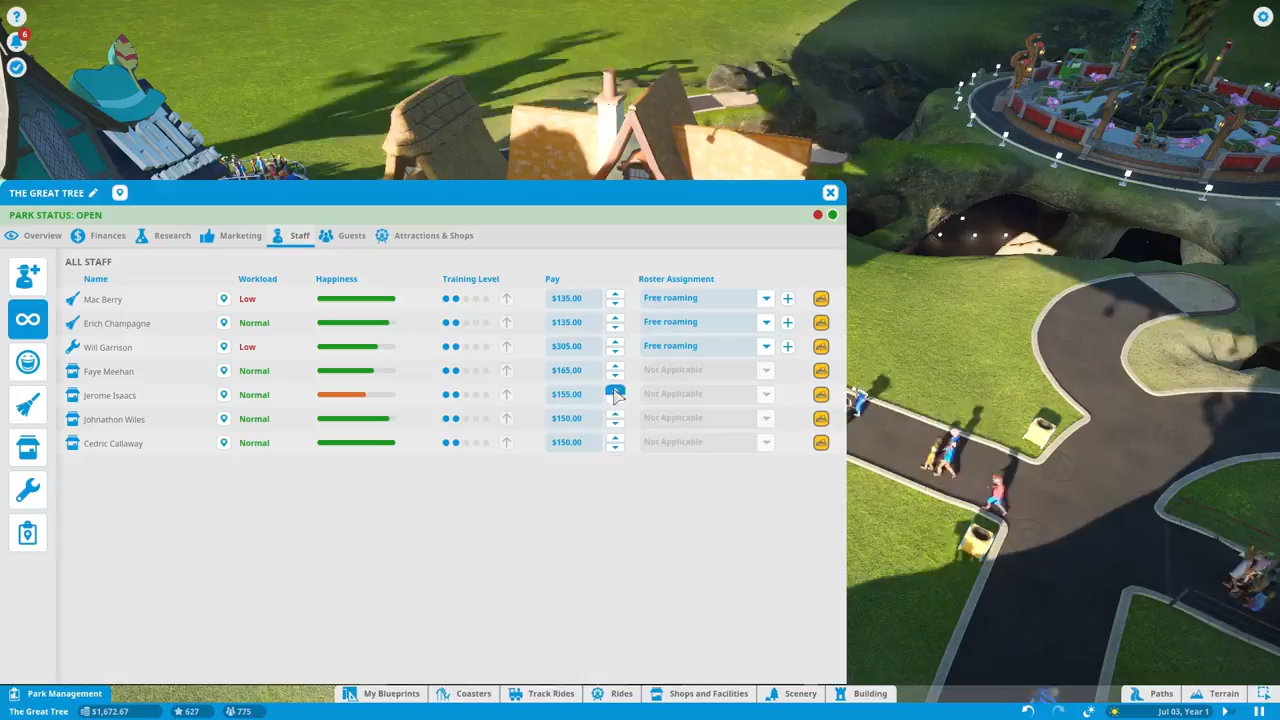 ?
6
THE GREAT TREE
PARK STATUS: OPEN
Overview Finances Research Marketing Staff Guests Attractions & Shops
ALL STAFF
Name Workload Happiness Training Level Pay Roster Assignment
Mac Berry Low $135.00 Free roaming
Erich Champagne Normal $135.00 Free roaming
Will Garrison Low $305.00 Free roaming
Faye Meehan Normal $165.00 Not Applicable
Jerome Isaacs Normal $155.00 Not Applicable
Johnathon Wiles Normal $150.00 Not Applicable
Cedric Callaway Normal $150.00 Not Applicable
Park Management My Blueprints Coasters Track Rides Rides Shops and Facilities Scenery Building Paths Terrain
The Great Tree $1,672.67 627 775 Jul 03, Year 1